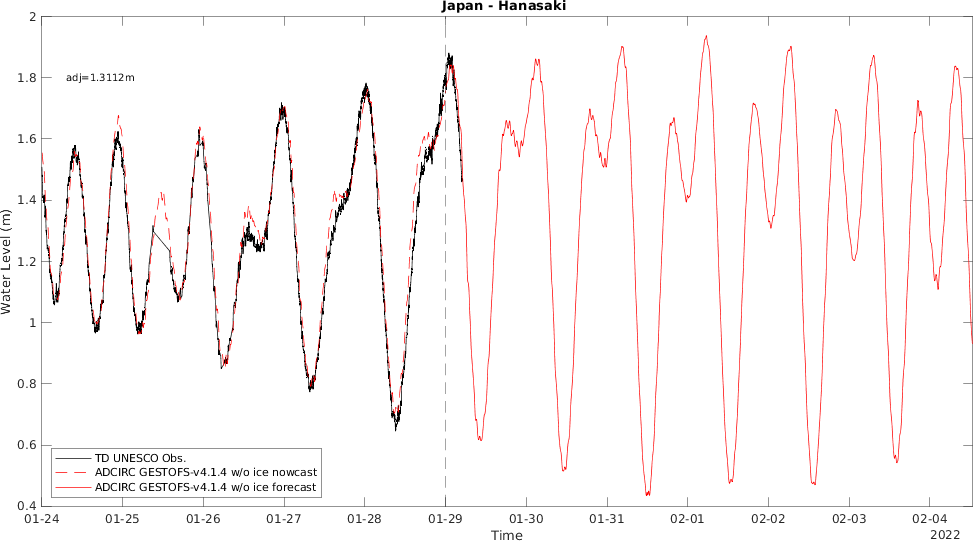 Japan - Hanasaki
adj=1.3112m
2
1.8
1.6
1.4
1.2
1
0.8
0.6
0.4
Water Level (m)
TD UNESCO Obs.
ADCIRC GESTOFS-v4.1.4 w/o ice nowcast
ADCIRC GESTOFS-v4.1.4 w/o ice forecast
01-24 01-25 01-26 01-27 01-28 01-29 01-30 01-31 02-01 02-02 02-03 02-04
Time
2022